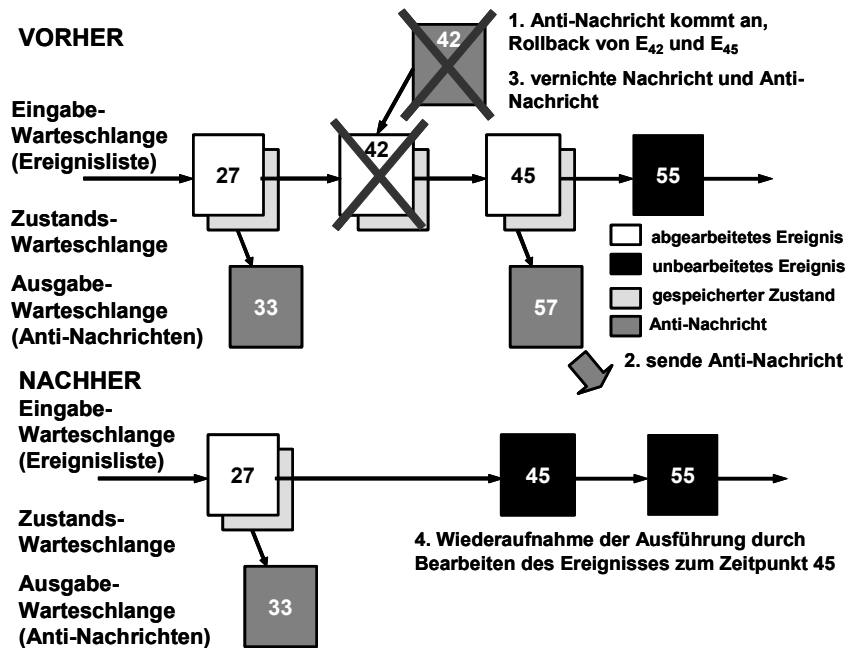 VORHER
42
1. Anti-Nachricht kommt an,
Rollback von E42 und E45
3. vernichte Nachricht und Anti-
Nachricht
Eingabe-
Warteschlange
(Ereignisliste)
27
42
45
55
Zustands-
Warteschlange
Ausgabe-
Warteschlange
(Anti-Nachrichten)
33
57
abgearbeitetes Ereignis
unbearbeitetes Ereignis
gespeicherter Zustand
Anti-Nachricht
2. sende Anti-Nachricht
NACHHER
Eingabe-
Warteschlange
(Ereignisliste)
27
45
55
Zustands-
Warteschlange
4. Wiederaufnahme der Ausführung durch
Bearbeiten des Ereignisses zum Zeitpunkt 45
Ausgabe-
Warteschlange
(Anti-Nachrichten)
33